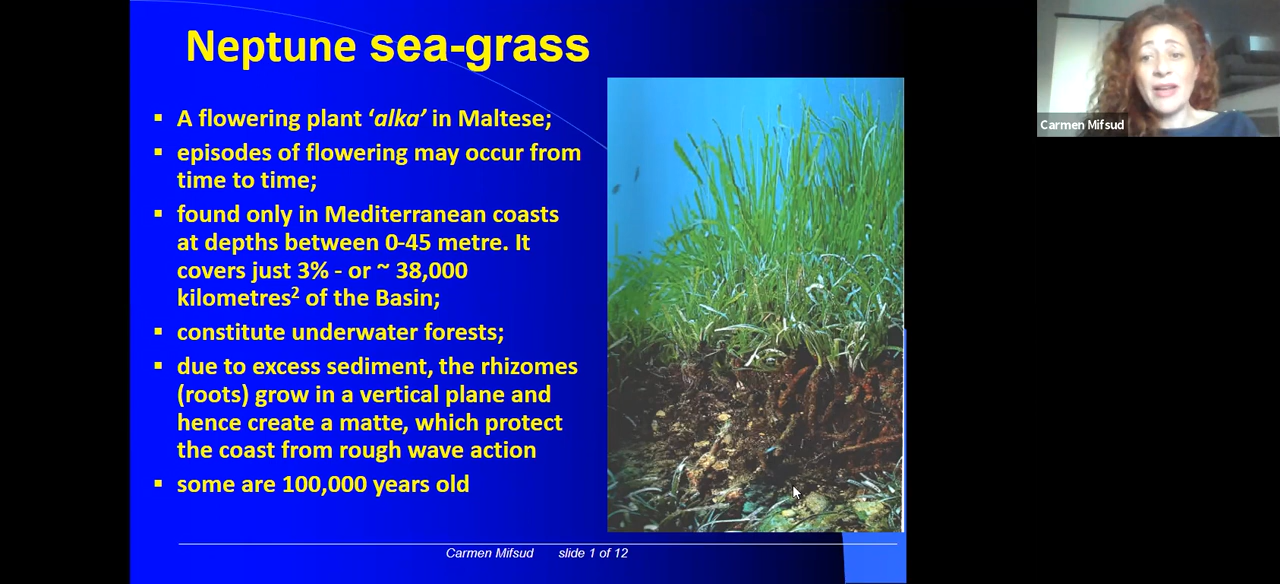 Neptune sea-grass
▪ A flowering plant ‘alka’ in Maltese;
▪ episodes of flowering may occur from
time to time;
▪ found only in Mediterranean coasts
at depths between 0-45 metre. It
covers just 3% - or ~ 38,000
kilometres² of the Basin;
▪ constitute underwater forests;
▪ due to excess sediment, the rhizomes
(roots) grow in a vertical plane and
hence create a matte, which protect
the coast from rough wave action
▪ some are 100,000 years old
Carmen Mifsud slide 1 of 12
Carmen Mifsud